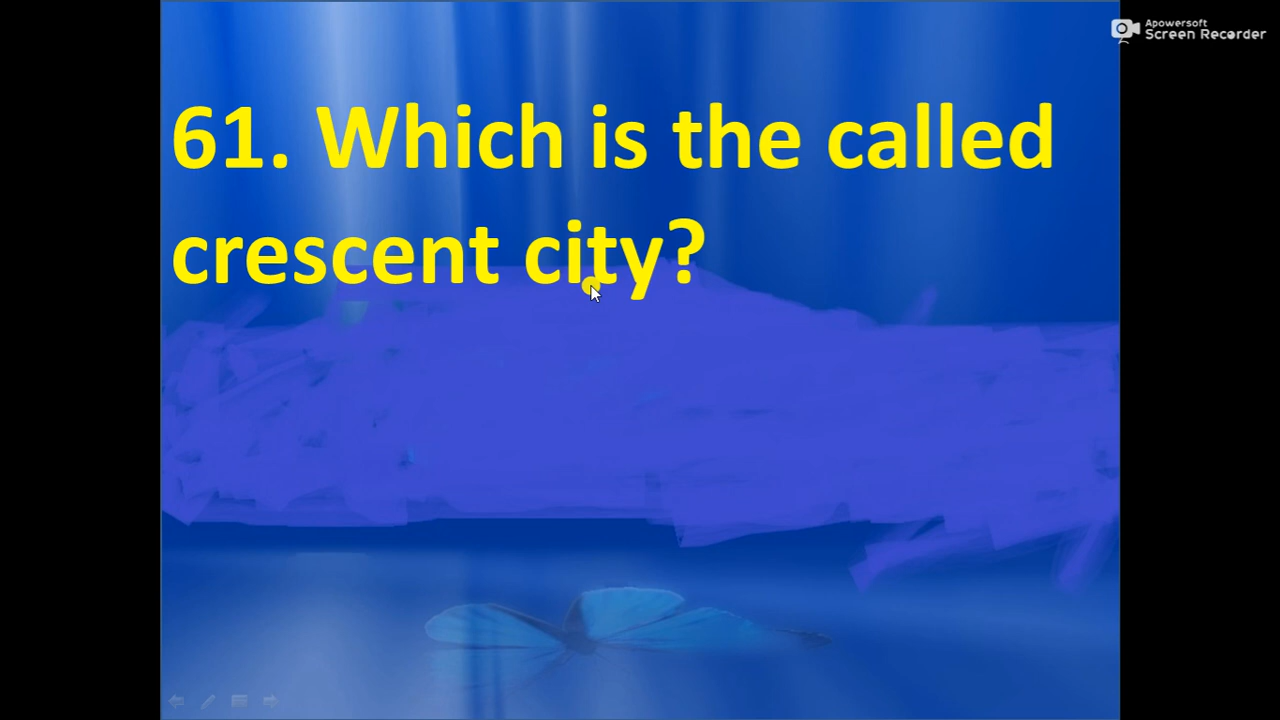 Apowersoft
Screen Recorder
61. Which is the called
crescent city?